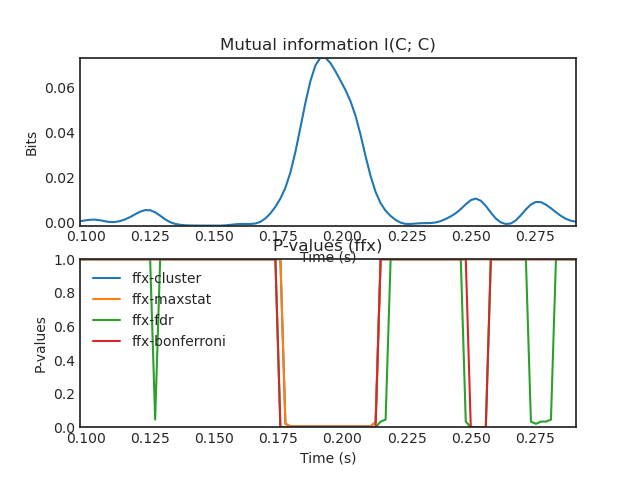 Mutual information I(C; C)
Bits
0.06
0.04
0.02
0.00
0.100 0.125 0.150 0.175 0.200 0.225 0.250 0.275
Time (s)
P-values (ffx)
P-values
1.0
0.8
0.6
0.4
0.2
0.0
ffx-cluster
ffx-maxstat
ffx-fdr
ffx-bonferroni
0.100 0.125 0.150 0.175 0.200 0.225 0.250 0.275
Time (s)